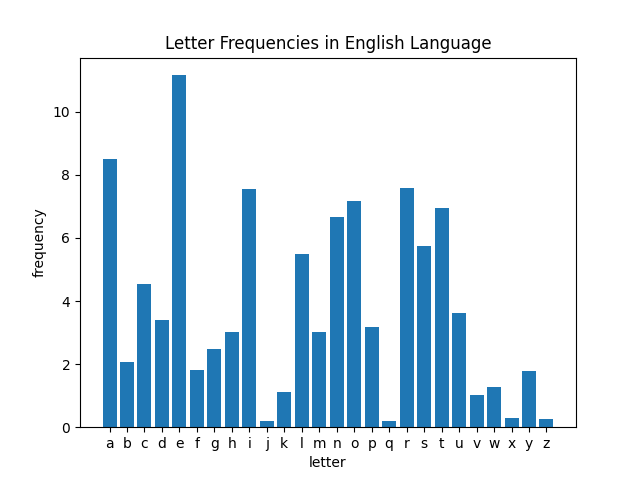 Letter Frequencies in English Language
10
8
6
4
2
0
frequency
a b c d e f g h i j k l m n o p q r s t u v w x y z
letter